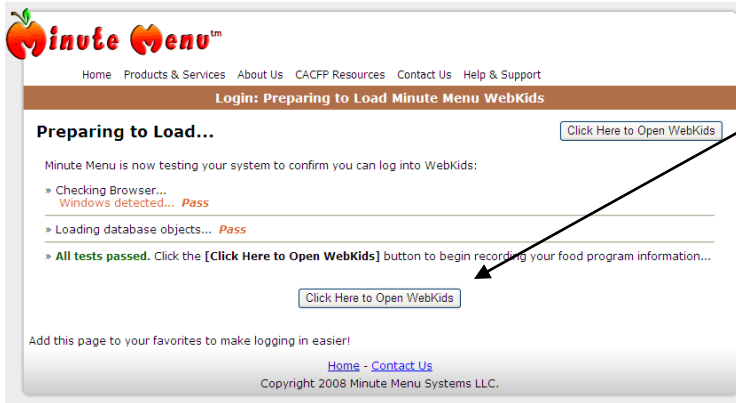 Minute Menu™
Home Products & Services About Us CACFP Resources Contact Us Help & Support
Login: Preparing to Load Minute Menu WebKids
Preparing to Load...
Click Here to Open WebKids
Minute Menu is now testing your system to confirm you can log into WebKids:
» Checking Browser...
Windows detected... Pass
» Loading database objects... Pass
» All tests passed. Click the [Click Here to Open WebKids] button to begin recording your food program information...
Click Here to Open WebKids
Add this page to your favorites to make logging in easier!
Home - Contact Us
Copyright 2008 Minute Menu Systems LLC.